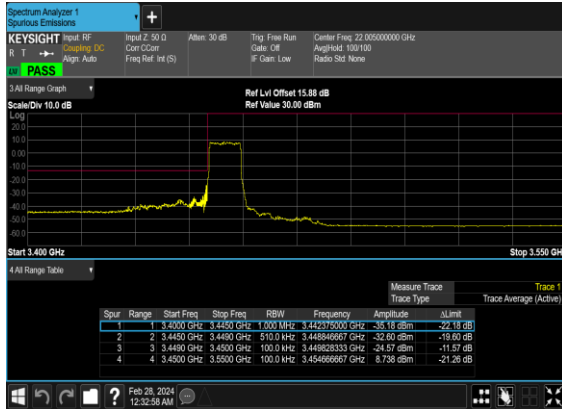 Spectrum Analyzer 1
Spurious Emissions
+
KEYSIGHT Input: RF Input Z: 50 Ω Atten: 30 dB Trig: Free Run Center Freq: 22.005000000 GHz
R T Coupling: DC Corr CCorr Gate: Off Avg|Hold: 100/100
Align: Auto Freq Ref: Int (S) IF Gain: Low Radio Std: None
PASS
3 All Range Graph
Ref Lvl Offset 15.88 dB
Scale/Div 10.0 dB Ref Value 30.00 dBm
Log
20.0
10.0
0.00
-10.0
-20.0
-30.0
-40.0
-50.0
-60.0
Start 3.400 GHz Stop 3.550 GH
4 All Range Table
Measure Trace Trace 1
Trace Type Trace Average (Active)
Spur Range Start Freq Stop Freq RBW Frequency Amplitude ΔLimit
1 1 3.4000 GHz 3.4450 GHz 1.000 MHz 3.442375000 GHz -35.18 dBm -22.18 dB
2 2 3.4450 GHz 3.4490 GHz 510.0 kHz 3.448846667 GHz -32.60 dBm -19.60 dB
3 3 3.4490 GHz 3.4500 GHz 100.0 kHz 3.449828333 GHz -24.57 dBm -11.57 dB
4 4 3.4500 GHz 3.5500 GHz 100.0 kHz 3.454666667 GHz 8.738 dBm -21.26 dB
? Feb 28, 2024
12:32:58 AM